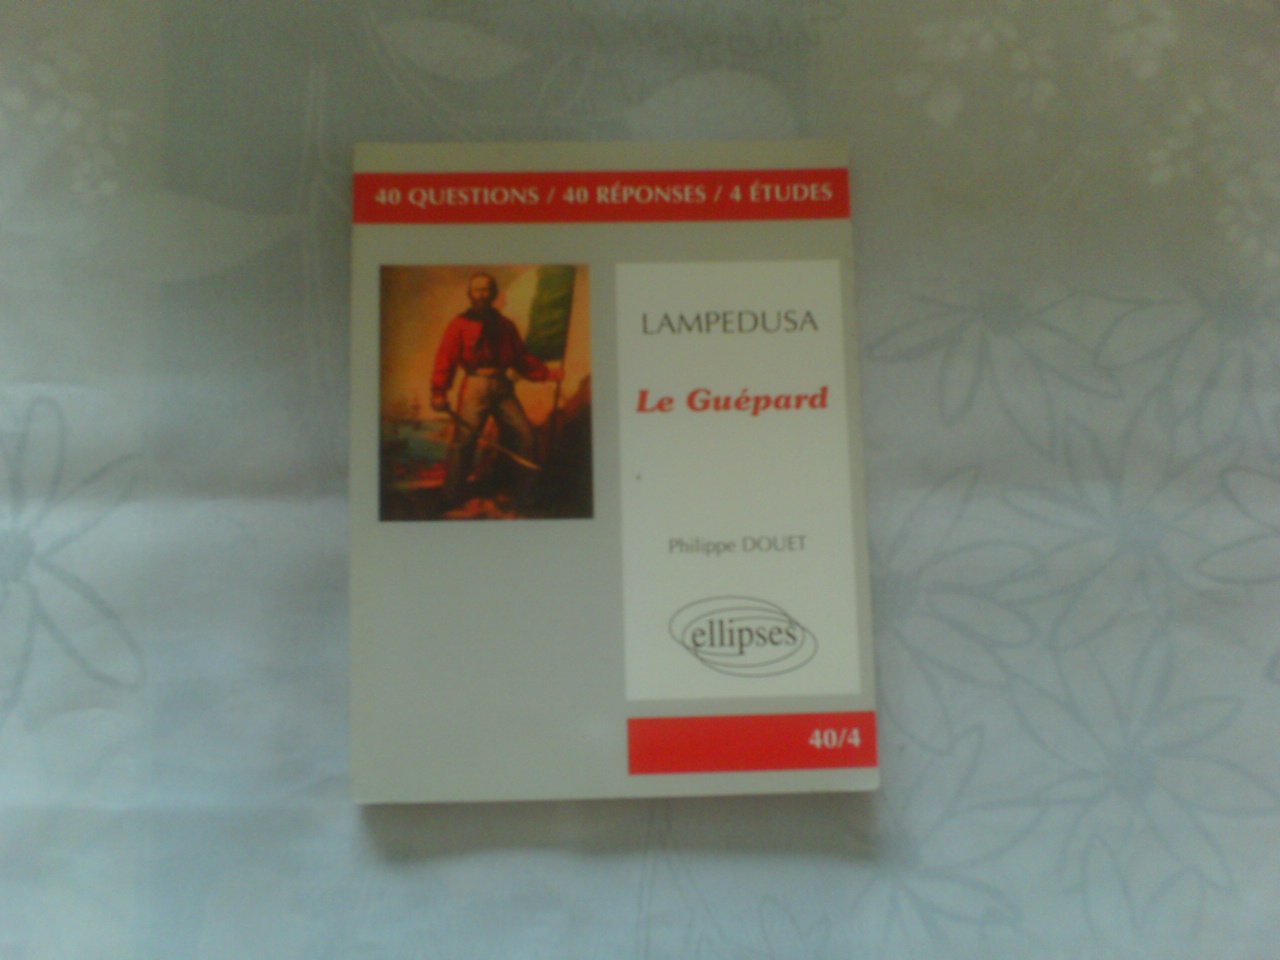 40 QUESTIONS / 40 RÉPONSES / 4 ÉTUDES
LAMPEDUSA
Le Guépard
Philippe DOUET
ellipses
40/4